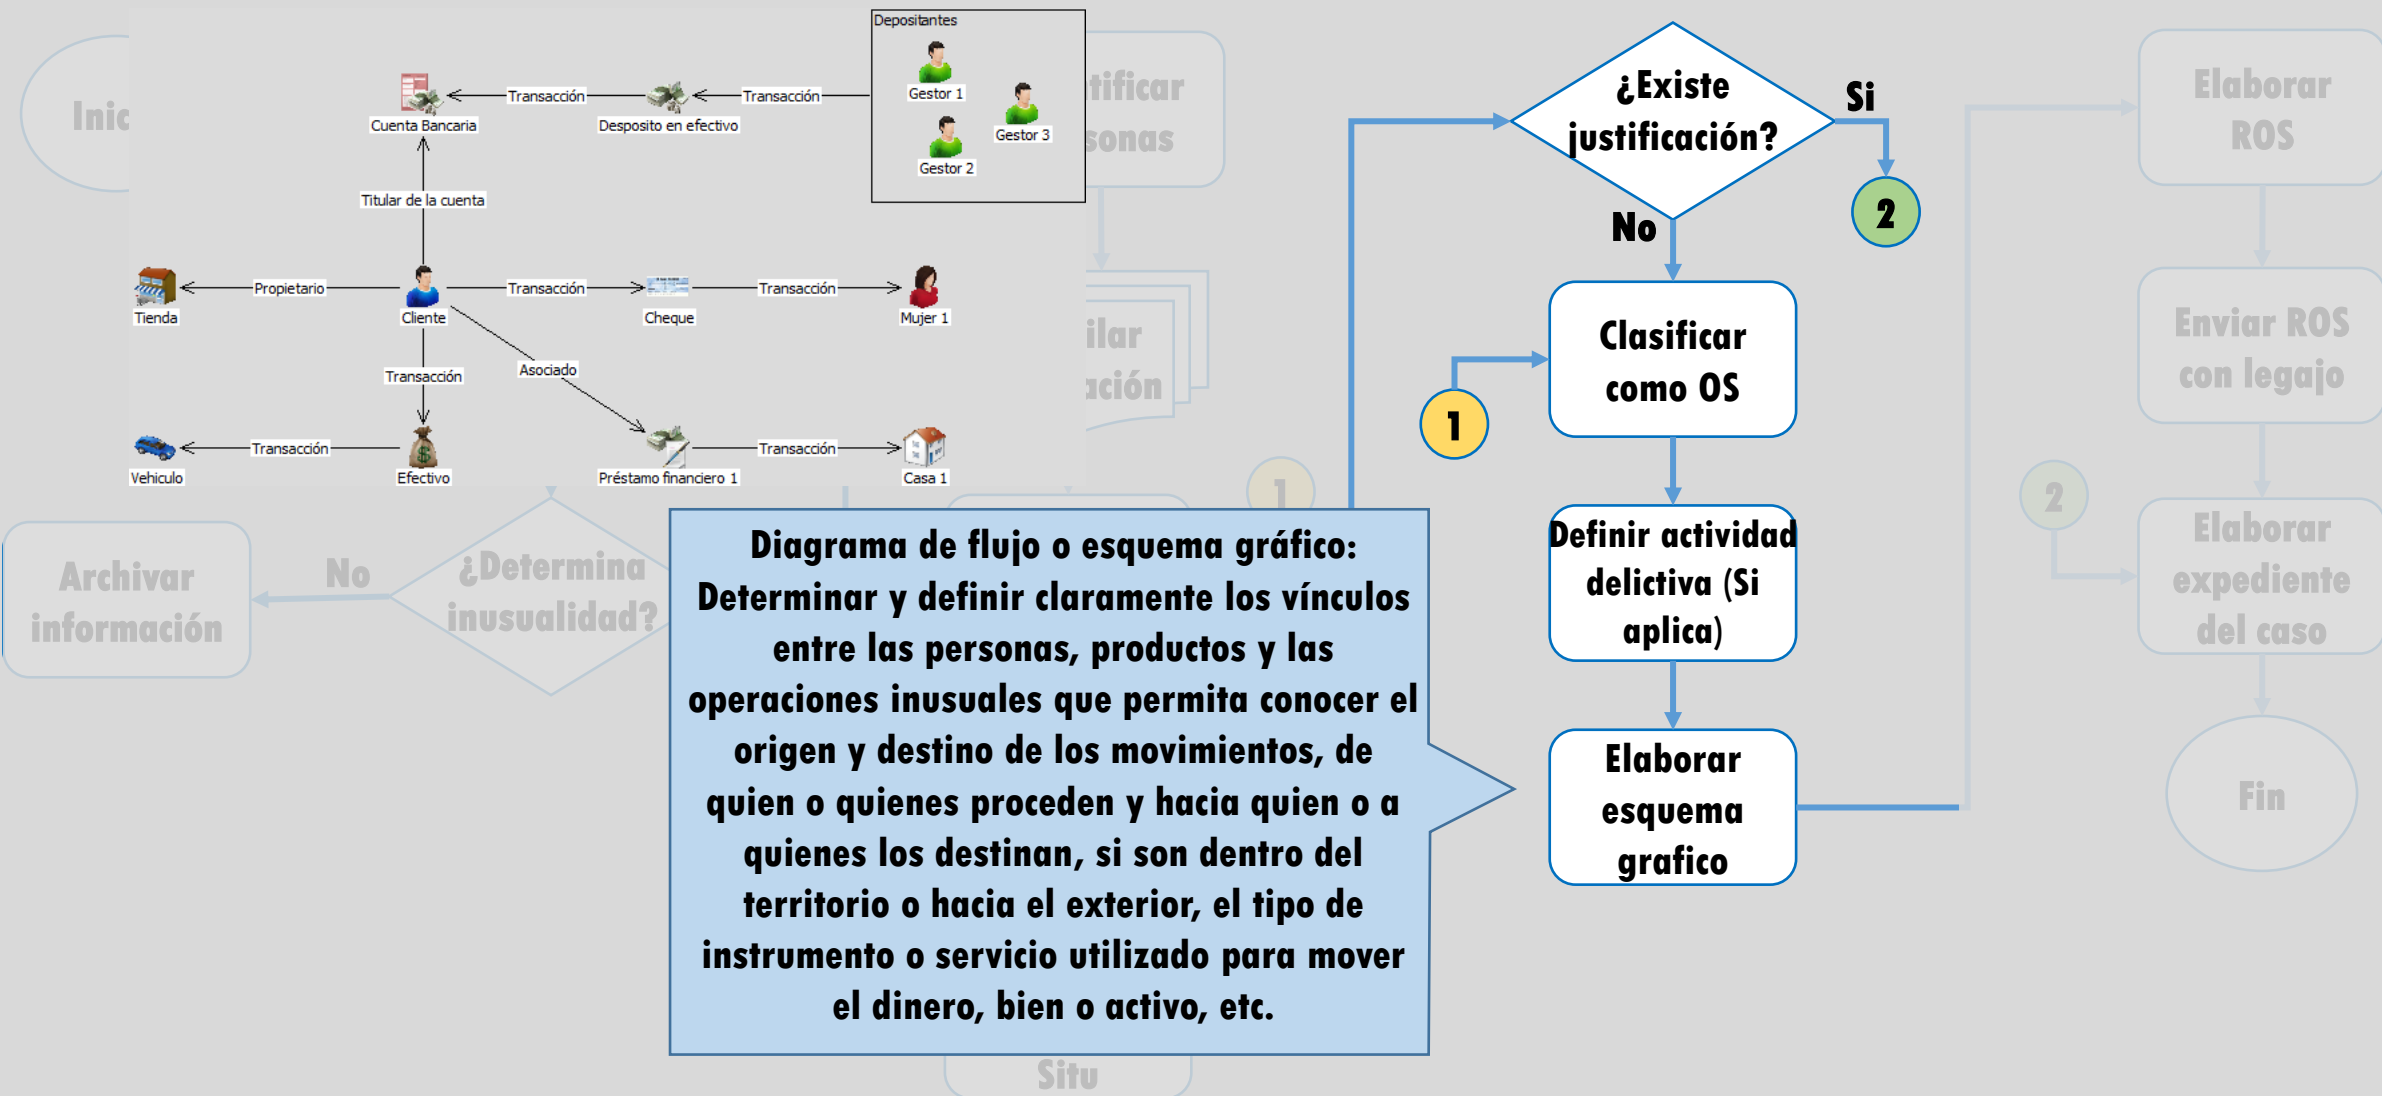 Depositantes
Gestor 1
Gestor 3
Gestor 2
Transacción
Desposito en efectivo
Transacción
Cuenta Bancaria
Titular de la cuenta
Tienda
Propietario
Cliente
Transacción
Cheque
Transacción
Mujer 1
Transacción
Asociado
Vehiculo
Transacción
Efectivo
Préstamo financiero 1
Transacción
Casa 1
¿Existe
justificación?
Si
2
No
Clasificar
como OS
1
Definir actividad
delictiva (Si
aplica)
Elaborar
esquema
grafico
Diagrama de flujo o esquema gráfico:
Determinar y definir claramente los vínculos
entre las personas, productos y las
operaciones inusuales que permita conocer el
origen y destino de los movimientos, de
quien o quienes proceden y hacia quien o a
quienes los destinan, si son dentro del
territorio o hacia el exterior, el tipo de
instrumento o servicio utilizado para mover
el dinero, bien o activo, etc.
Archivar
información
No
¿Determina
inusualidad?
1
Situ
Elaborar
ROS
Enviar ROS
con legajo
2
Elaborar
expediente
del caso
Fin